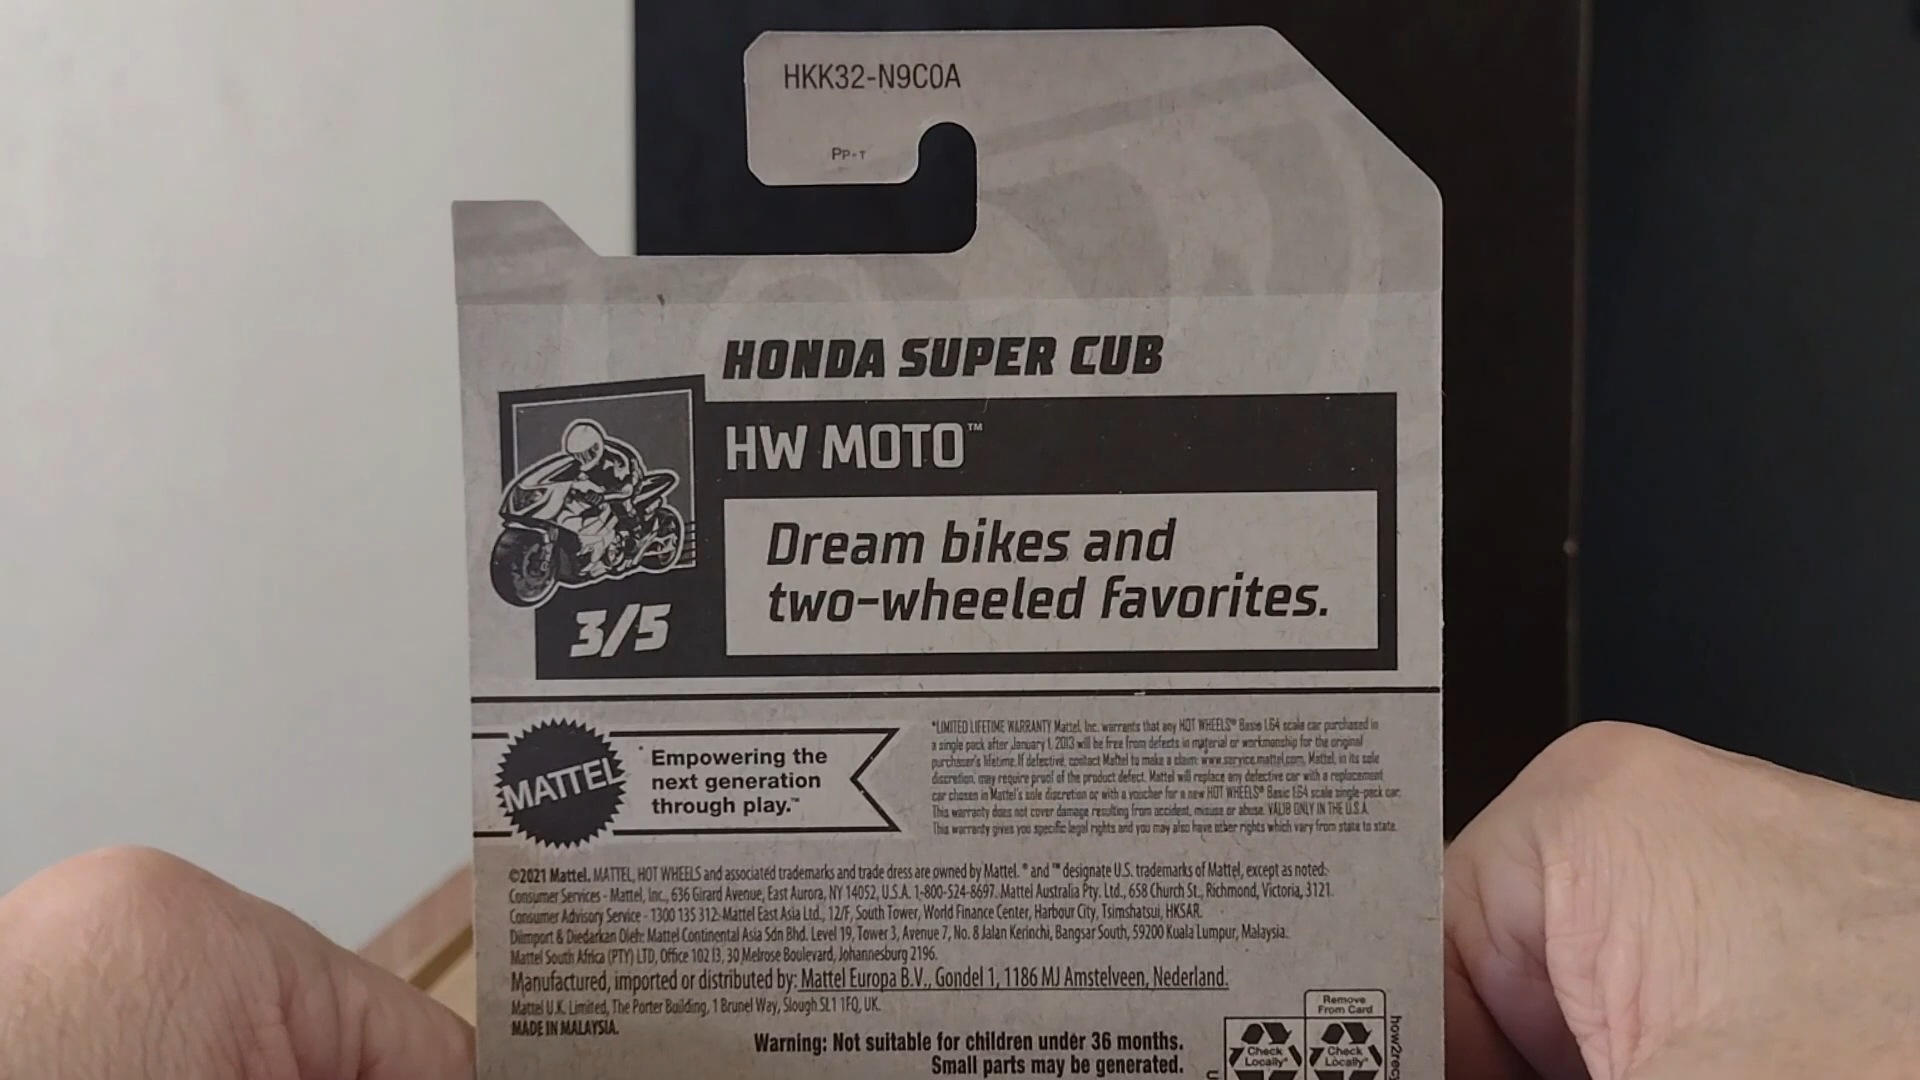 HKK32-N9C0A
PP-T
HONDA SUPER CUB
HW MOTO™
Dream bikes and
two-wheeled favorites.
3/5
MATTEL
Empowering the
next generation
through play.™
*LIMITED LIFETIME WARRANTY Mattel, Inc. warrants that any HOT WHEELS® Basic 1:64 scale car purchased in
a single pack after January 1, 2013 will be free from defects in material or workmanship for the original
purchaser's lifetime. If defective, contact Mattel to make a claim: www.service.mattel.com. Mattel, in its sole
discretion, may require proof of the product defect. Mattel will replace any defective car with a replacement
car chosen in Mattel's sole discretion or with a voucher for a new HOT WHEELS® Basic 1:64 scale single-pack car.
This warranty does not cover damage resulting from accident, misuse or abuse. VALID ONLY IN THE U.S.A.
This warranty gives you specific legal rights and you may also have other rights which vary from state to state.
©2021 Mattel. MATTEL, HOT WHEELS and associated trademarks and trade dress are owned by Mattel. ® and ™ designate U.S. trademarks of Mattel, except as noted.
Consumer Services - Mattel, Inc., 636 Girard Avenue, East Aurora, NY 14052, U.S.A. 1-800-524-8697. Mattel Australia Pty. Ltd., 658 Church St., Richmond, Victoria, 3121.
Consumer Advisory Service - 1300 135 312. Mattel East Asia Ltd., 12/F, South Tower, World Finance Center, Harbour City, Tsimshatsui, HKSAR.
Diimport & Diedarkan Oleh: Mattel Continental Asia Sdn Bhd. Level 19, Tower 3, Avenue 7, No. 8 Jalan Kerinchi, Bangsar South, 59200 Kuala Lumpur, Malaysia.
Mattel South Africa (PTY) LTD, Office 102 I3, 30 Melrose Boulevard, Johannesburg 2196.
Manufactured, imported or distributed by: Mattel Europa B.V., Gondel 1, 1186 MJ Amstelveen, Nederland.
Mattel U.K. Limited, The Porter Building, 1 Brunel Way, Slough SL1 1FQ, UK.
MADE IN MALAYSIA.
Warning: Not suitable for children under 36 months.
Small parts may be generated.
Remove
From Card
Check
Locally*
Check
Locally*